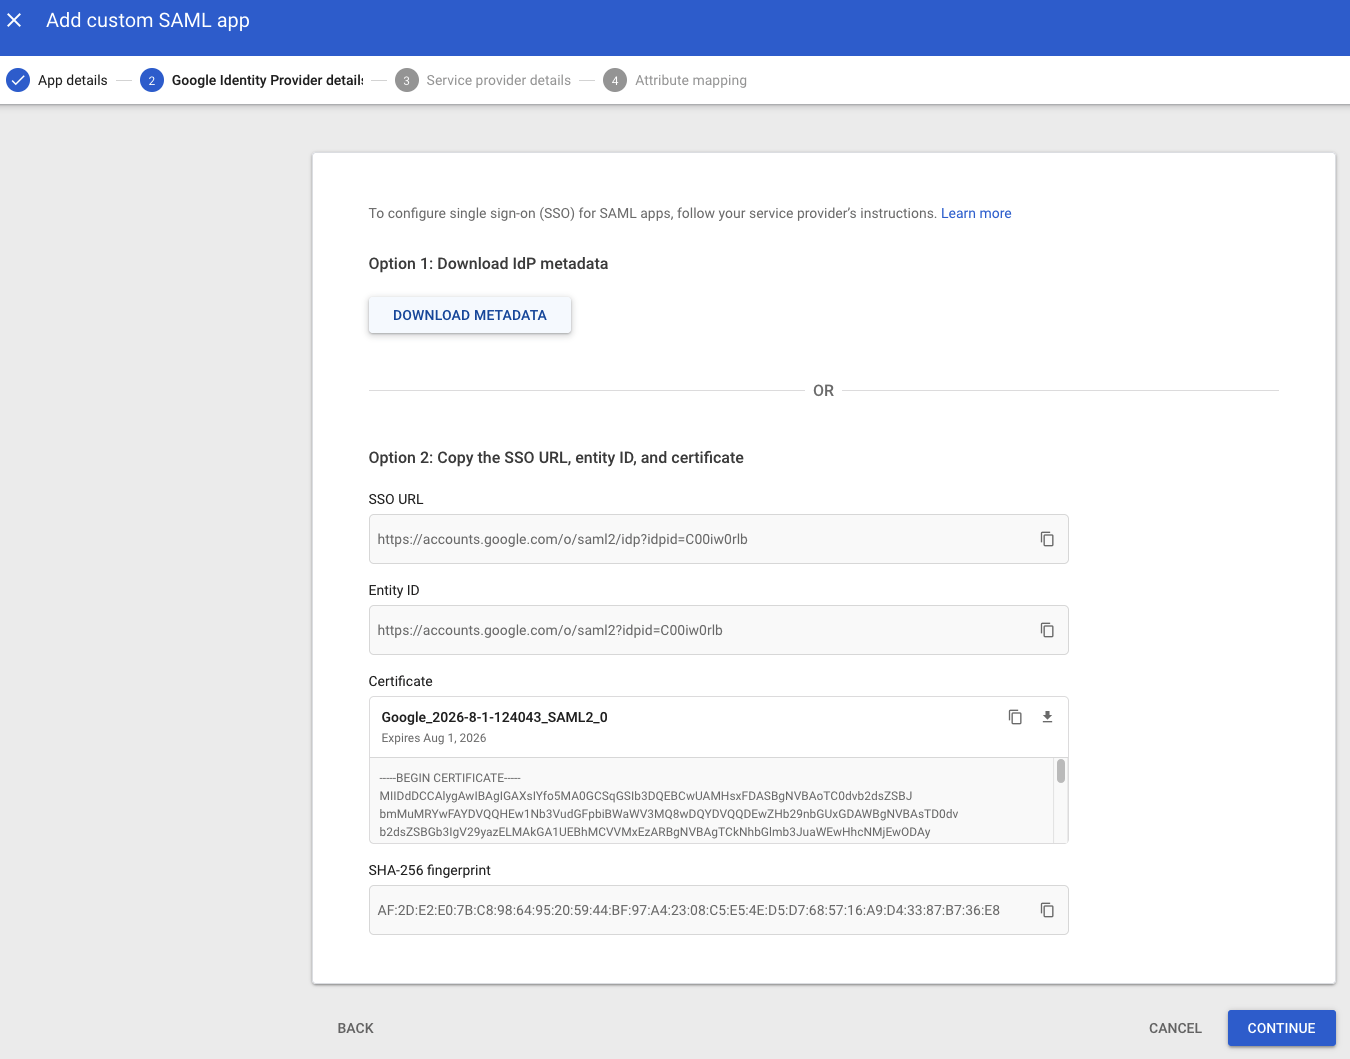 Add custom SAML app
App details
2 Google Identity Provider details
3 Service provider details
4 Attribute mapping
To configure single sign-on (SSO) for SAML apps, follow your service provider's instructions. Learn more
Option 1: Download IdP metadata
DOWNLOAD METADATA
OR
Option 2: Copy the SSO URL, entity ID, and certificate
SSO URL
https://accounts.google.com/o/saml2/idp?idpid=C00iw0rlb
Entity ID
https://accounts.google.com/o/saml2?idpid=C00iw0rlb
Certificate
Google_2026-8-1-124043_SAML2_0
Expires Aug 1, 2026
-----BEGIN CERTIFICATE-----
MIIDdDCCAlygAwIBAgIGAXslYfo5MA0GCSqGSIb3DQEBCwUAMHsxFDASBgNVBAoTC0dvb2dsZSBJ
bmMuMRYwFAYDVQQHEw1Nb3VudGFpbiBWaWV3MQ8wDQYDVQQDEwZHb29nbGUxGDAWBgNVBAsTD0dv
b2dsZSBGb3IgV29yazELMAkGA1UEBhMCVVMxEzARBgNVBAgTCkNhbGlmb3JuaWEwHhcNMjEwODAy
SHA-256 fingerprint
AF:2D:E2:E0:7B:C8:98:64:95:20:59:44:BF:97:A4:23:08:C5:E5:4E:D5:D7:68:57:16:A9:D4:33:87:B7:36:E8
BACK
CANCEL
CONTINUE